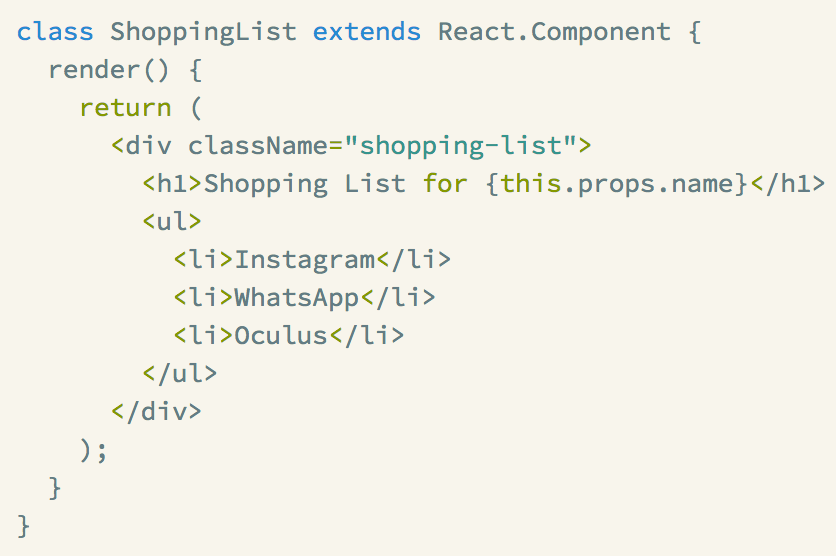 class ShoppingList extends React.Component {
  render() {
    return (
      <div className="shopping-list">
        <h1>Shopping List for {this.props.name}</h1>
        <ul>
          <li>Instagram</li>
          <li>WhatsApp</li>
          <li>Oculus</li>
        </ul>
      </div>
    );
  }
}